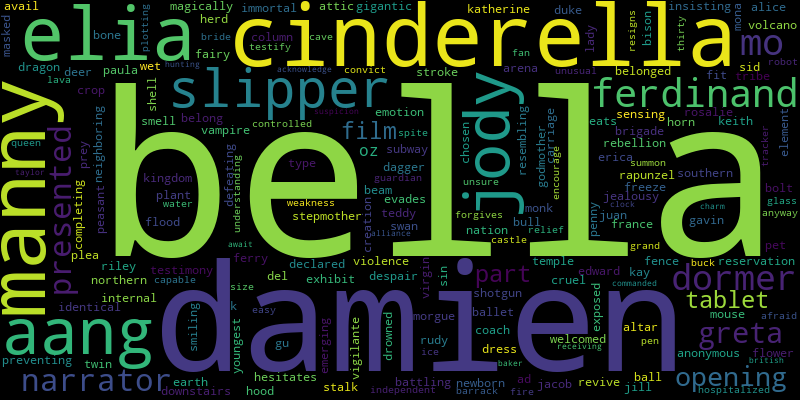 avail magically attic gigantic katherine duke insisting alice
masked herd immortal lady resigns bison thirty mona volcano
elia cinderella mo
bone plotting fairy column testify cave bride fan arena unusual belonged sid robot
dragon deer paula wet hunting acknowledge convict stroke fit tribe
lava crop shell slipper jody ferdinand
manny smell belong emotion sensing rosalie
queen neighboring vampire controlled film spite chosen resembling godmother carriage eats brigade horn keith element
prey oz subway rebellion
bella
taylor kingdom defeating understanding type dagger guardian unsure encourage erica rapunzel summon southern tracker
presented peasant plant beam freeze bolt
water weakness creation teddy evades forgives monk penny jealousy charm glass
completing flood stepmother swan nation bull relief juan france clock gavin anyway
plea await alliance castle grand
riley ferry declared violence temple fence buck reservation pet
northern testimony del exhibit despair virgin sin part cruel edward kay commanded dormer
internal capable size shotgun exposed
damien
identical k easy morgue ballet tablet
aang smiling emerging vigilante drowned rudy coach welcomed altar mouse afraid
gu ice dress pen greta
preventing twin youngest baker receiving anonymous flower british
narrator earth hesitates stalk battling newborn jacob revive ball opening
downstairs hood independent barrack ad fire jill hospitalized